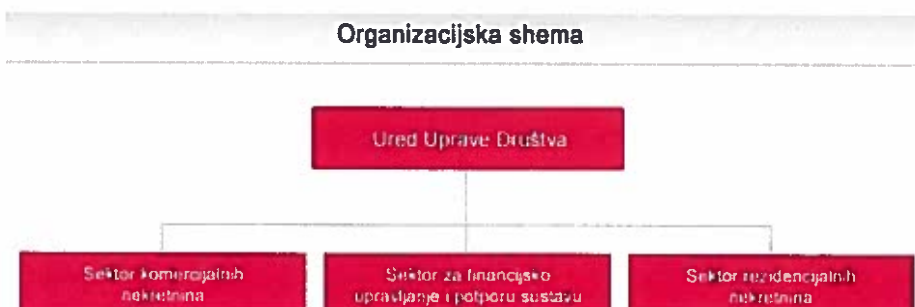 Organizacijska shema
Ured Uprave Društva
Sektor komercijalnih
nekretnina
Sektor za financijsko
upravljanje i potporu sustavu
Sektor rezidencijalnih
nekretnina